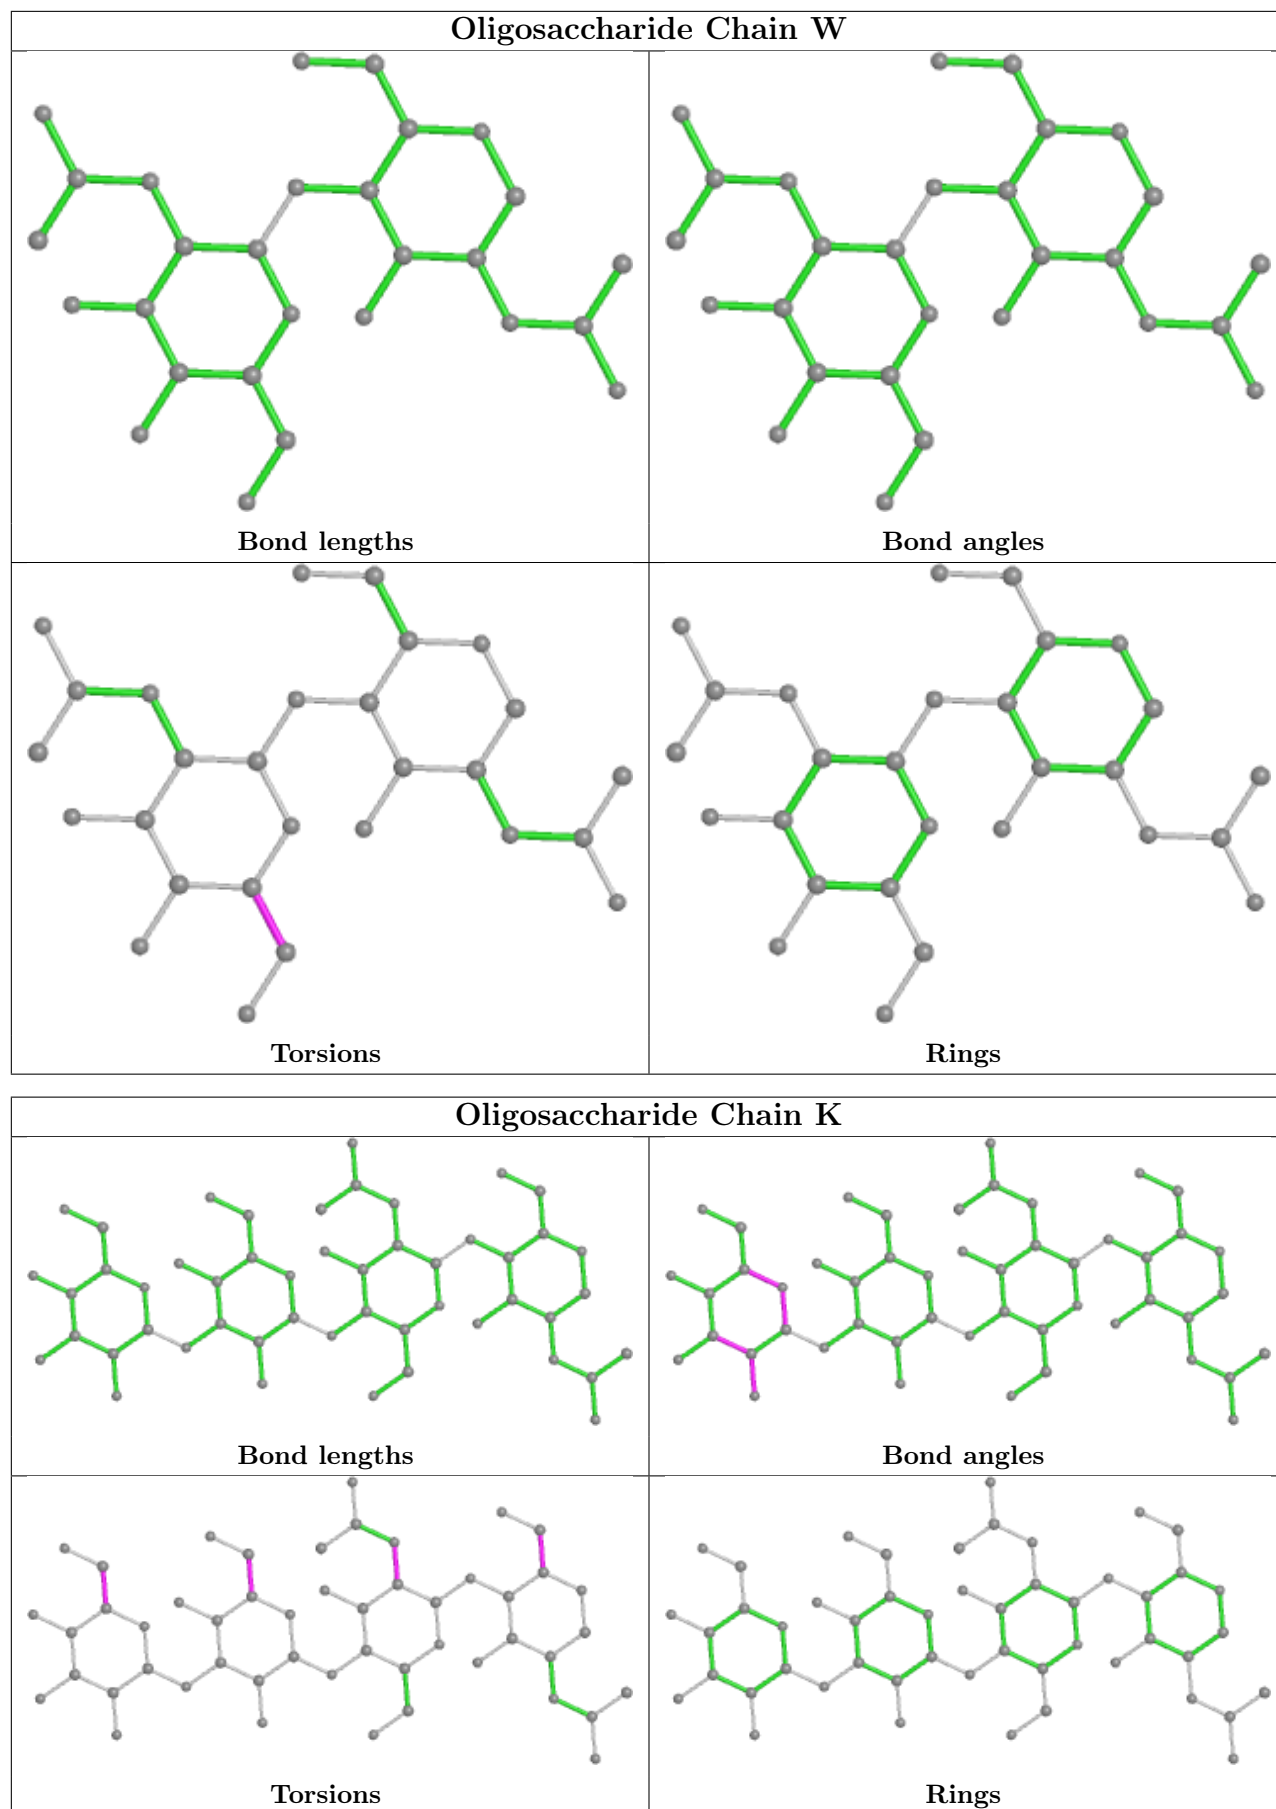 Oligosaccharide Chain W
Bond lengths
Bond angles
Torsions
Rings
Oligosaccharide Chain K
Bond lengths
Bond angles
Torsions
Rings